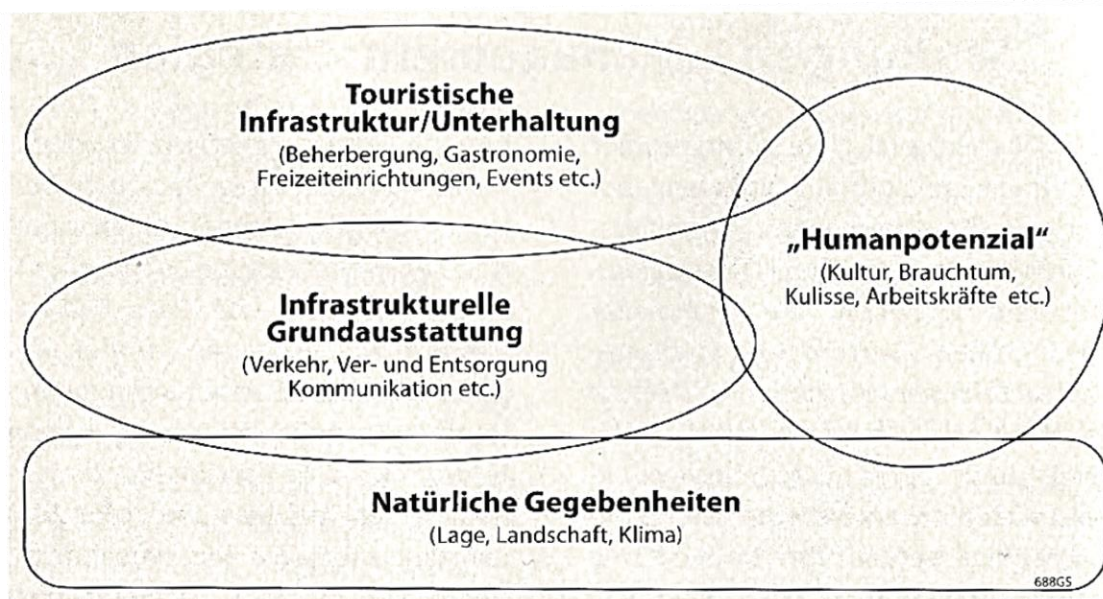 Touristische
Infrastruktur/Unterhaltung
(Beherbergung, Gastronomie,
Freizeiteinrichtungen, Events etc.)
„Humanpotenzial“
(Kultur, Brauchtum,
Kulisse, Arbeitskräfte etc.)
Infrastrukturelle
Grundausstattung
(Verkehr, Ver- und Entsorgung
Kommunikation etc.)
Natürliche Gegebenheiten
(Lage, Landschaft, Klima)
688GS